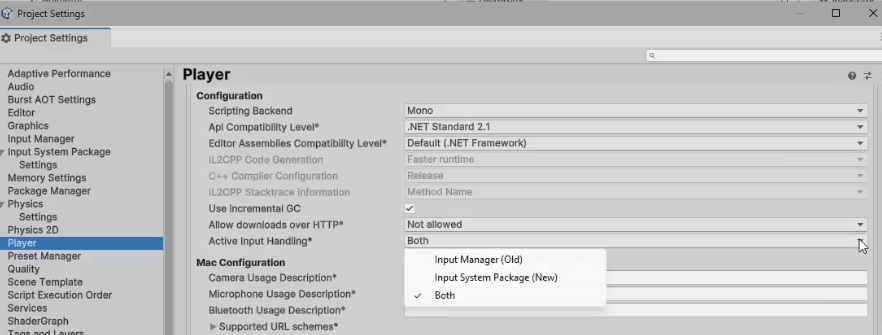 Project Settings
Project Settings
Adaptive Performance
Audio
Burst AOT Settings
Editor
Graphics
Input Manager
Input System Package
Settings
Memory Settings
Package Manager
Physics
Settings
Physics 2D
Player
Preset Manager
Quality
Scene Template
Script Execution Order
Services
ShaderGraph
Tags and Layers
Player
Configuration
Scripting Backend Mono
Api Compatibility Level* .NET Standard 2.1
Editor Assemblies Compatibility Level* Default (.NET Framework)
IL2CPP Code Generation Faster runtime
C++ Compiler Configuration Release
IL2CPP Stacktrace Information Method Name
Use incremental GC
Allow downloads over HTTP* Not allowed
Active Input Handling* Both
Input Manager (Old)
Input System Package (New)
Both
Mac Configuration
Camera Usage Description*
Microphone Usage Description*
Bluetooth Usage Description*
Supported URL schemes*